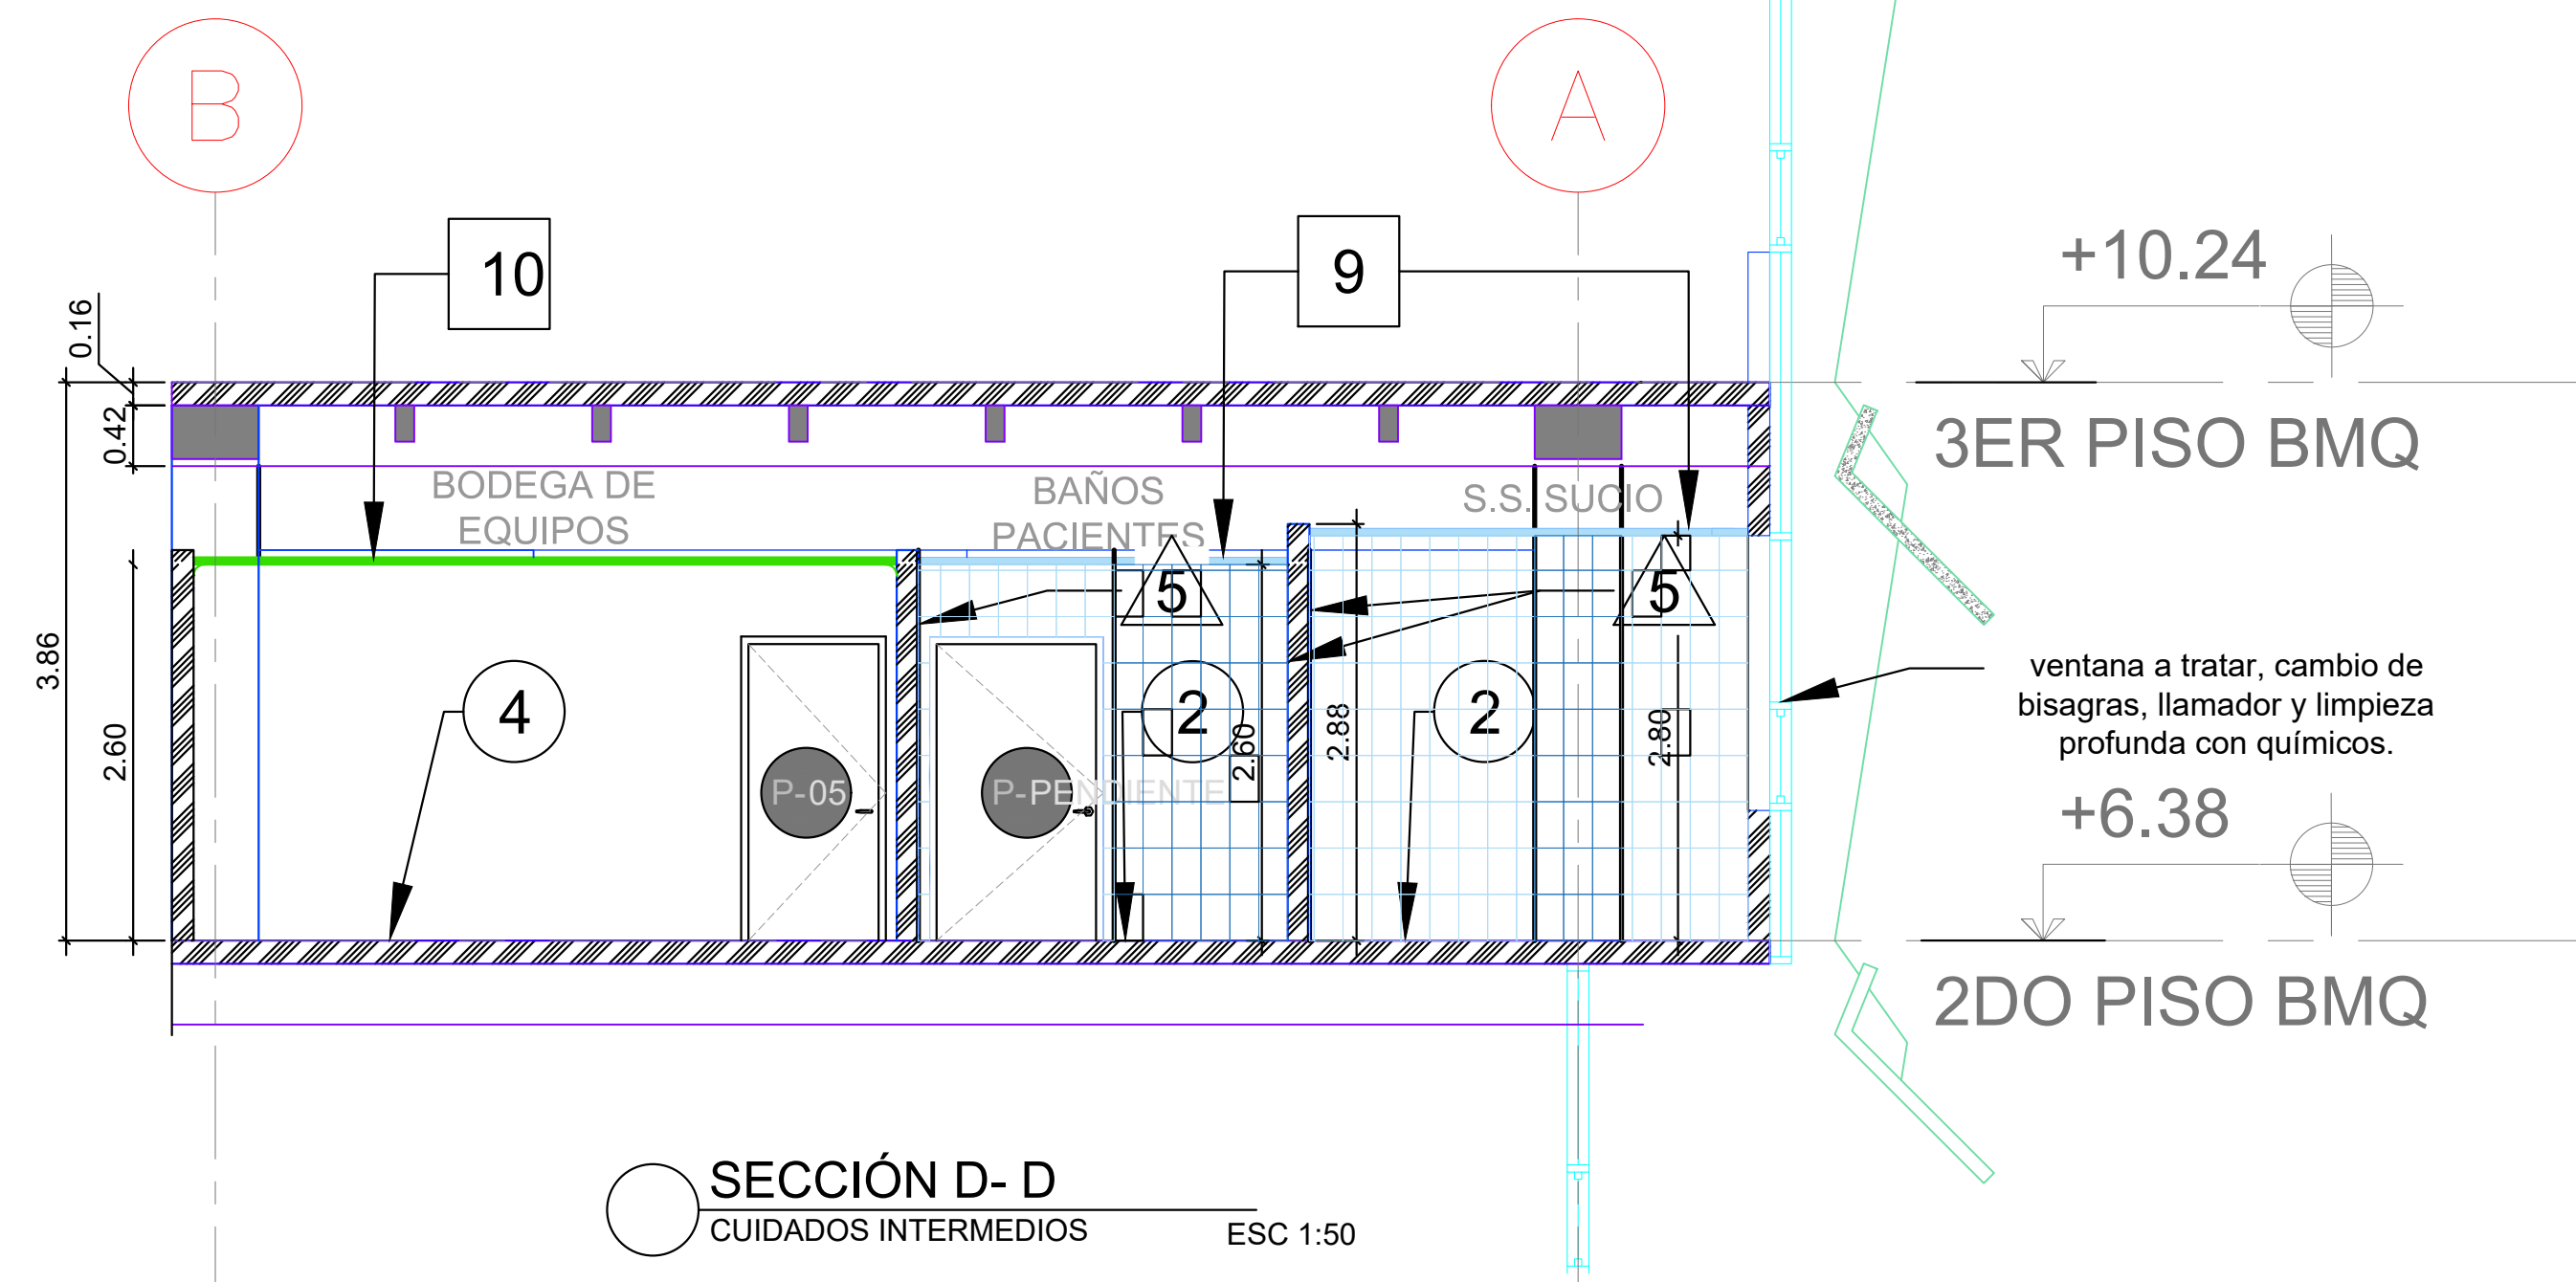 B
A
10
9
+10.24
0.16
0.42
3ER PISO BMQ
BODEGA DE
EQUIPOS
BAÑOS
PACIENTES
S.S. SUCIO
5
5
3.86
2.60
4
2
2.60
2.88
2
2.80
ventana a tratar, cambio de
bisagras, llamador y limpieza
profunda con químicos.
P-05
P-PENDIENTE
+6.38
2DO PISO BMQ
SECCIÓN D- D
CUIDADOS INTERMEDIOS
ESC 1:50